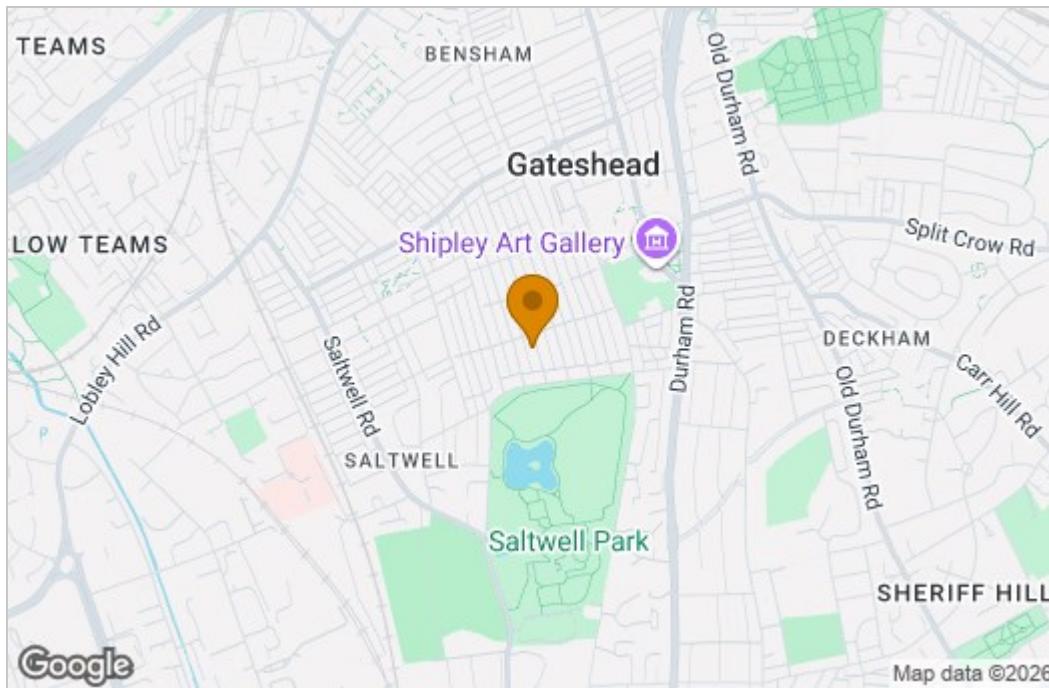 TEAMS
BENSHAM
Old Durham Rd
Gateshead
LOW TEAMS
Shipley Art Gallery
Split Crow Rd
Lobley Hill Rd
Saltwell Rd
Durham Rd
DECKHAM
Carr Hill Rd
Old Durham Rd
SALTWELL
P
Saltwell Park
SHERIFF HILL
Google
Map data ©2026